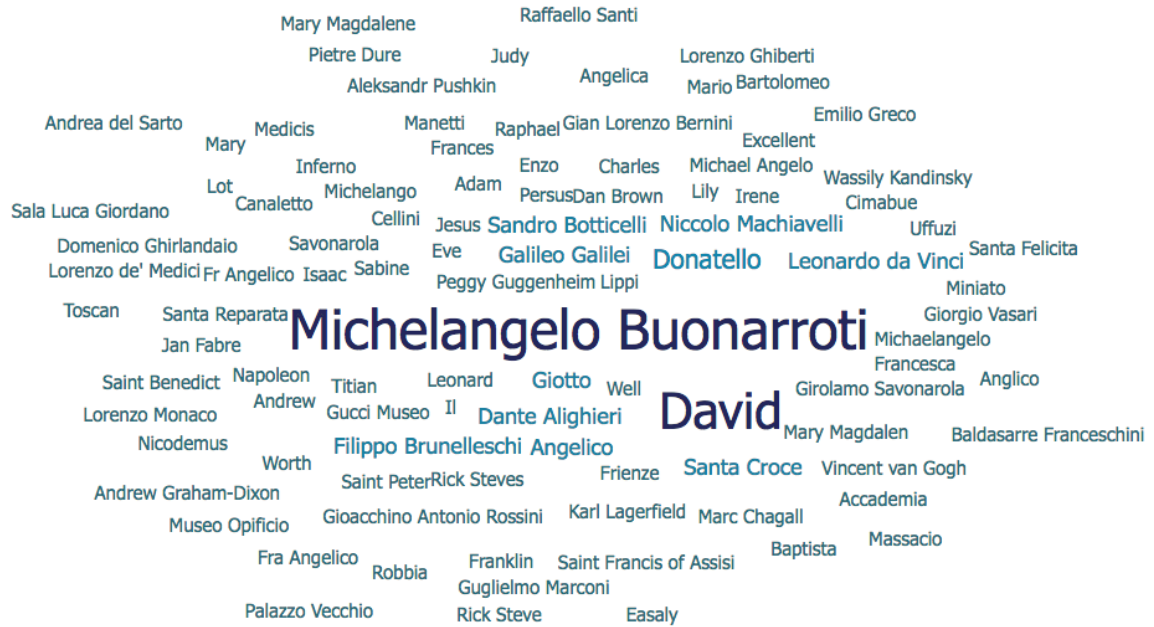 Raffaello Santi
Mary Magdalene
Pietre Dure Judy Lorenzo Ghiberti
Aleksandr Pushkin Angelica Mario Bartolomeo
Andrea del Sarto Medicis Manetti Raphael Gian Lorenzo Bernini Emilio Greco
Mary Frances Excellent
Inferno Enzo Charles Michael Angelo
Lot Michelango Adam Persus Dan Brown Lily Irene Wassily Kandinsky
Sala Luca Giordano Canaletto Cellini Cimabue
Jesus Sandro Botticelli Niccolo Machiavelli Uffuzi
Domenico Ghirlandaio Savonarola Eve Galileo Galilei Donatello Leonardo da Vinci Santa Felicita
Lorenzo de' Medici Fr Angelico Isaac Sabine Peggy Guggenheim Lippi Miniato
Toscan Santa Reparata Michelangelo Buonarroti Giorgio Vasari
Jan Fabre Michaelangelo
Francesca
Saint Benedict Napoleon Titian Leonard Giotto Well Girolamo Savonarola Anglico
Lorenzo Monaco Andrew Gucci Museo Il Dante Alighieri David
Nicodemus Filippo Brunelleschi Angelico Mary Magdalen Baldasarre Franceschini
Worth Frienze Santa Croce Vincent van Gogh
Andrew Graham-Dixon Saint Peter Rick Steves Accademia
Museo Opificio Gioacchino Antonio Rossini Karl Lagerfield Marc Chagall
Fra Angelico Franklin Saint Francis of Assisi Baptista Massacio
Robbia Guglielmo Marconi
Palazzo Vecchio Rick Steve Easaly